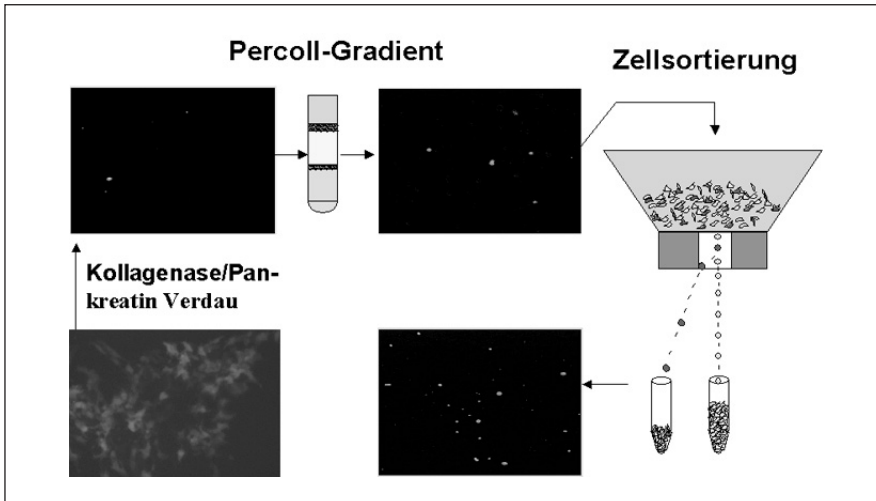 Percoll-Gradient
Zellsortierung
Kollagenase/Pan-
kreatin Verdau